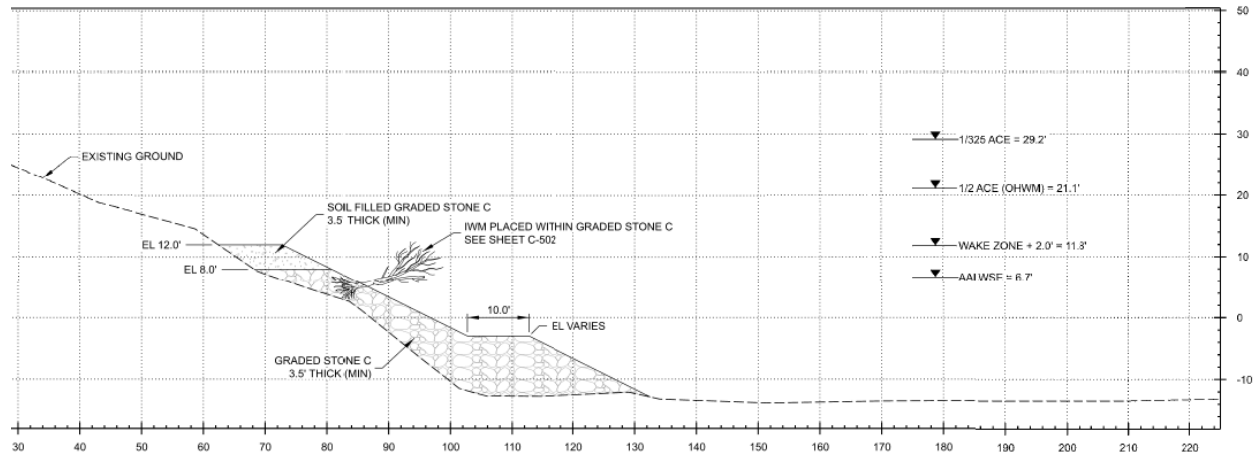 50
40
30
20
10
0
-10
1/325 ACE = 29.2'
1/2 ACE (OHWM) = 21.1'
WAKE ZONE + 2.0' = 11.8'
AALWSE = 6.7'
EXISTING GROUND
SOIL FILLED GRADED STONE C
3.5' THICK (MIN)
IWM PLACED WITHIN GRADED STONE C
SEE SHEET C-502
EL 12.0'
EL 8.0'
10.0'
EL VARIES
GRADED STONE C
3.5' THICK (MIN)
30 40 50 60 70 80 90 100 110 120 130 140 150 160 170 180 190 200 210 220